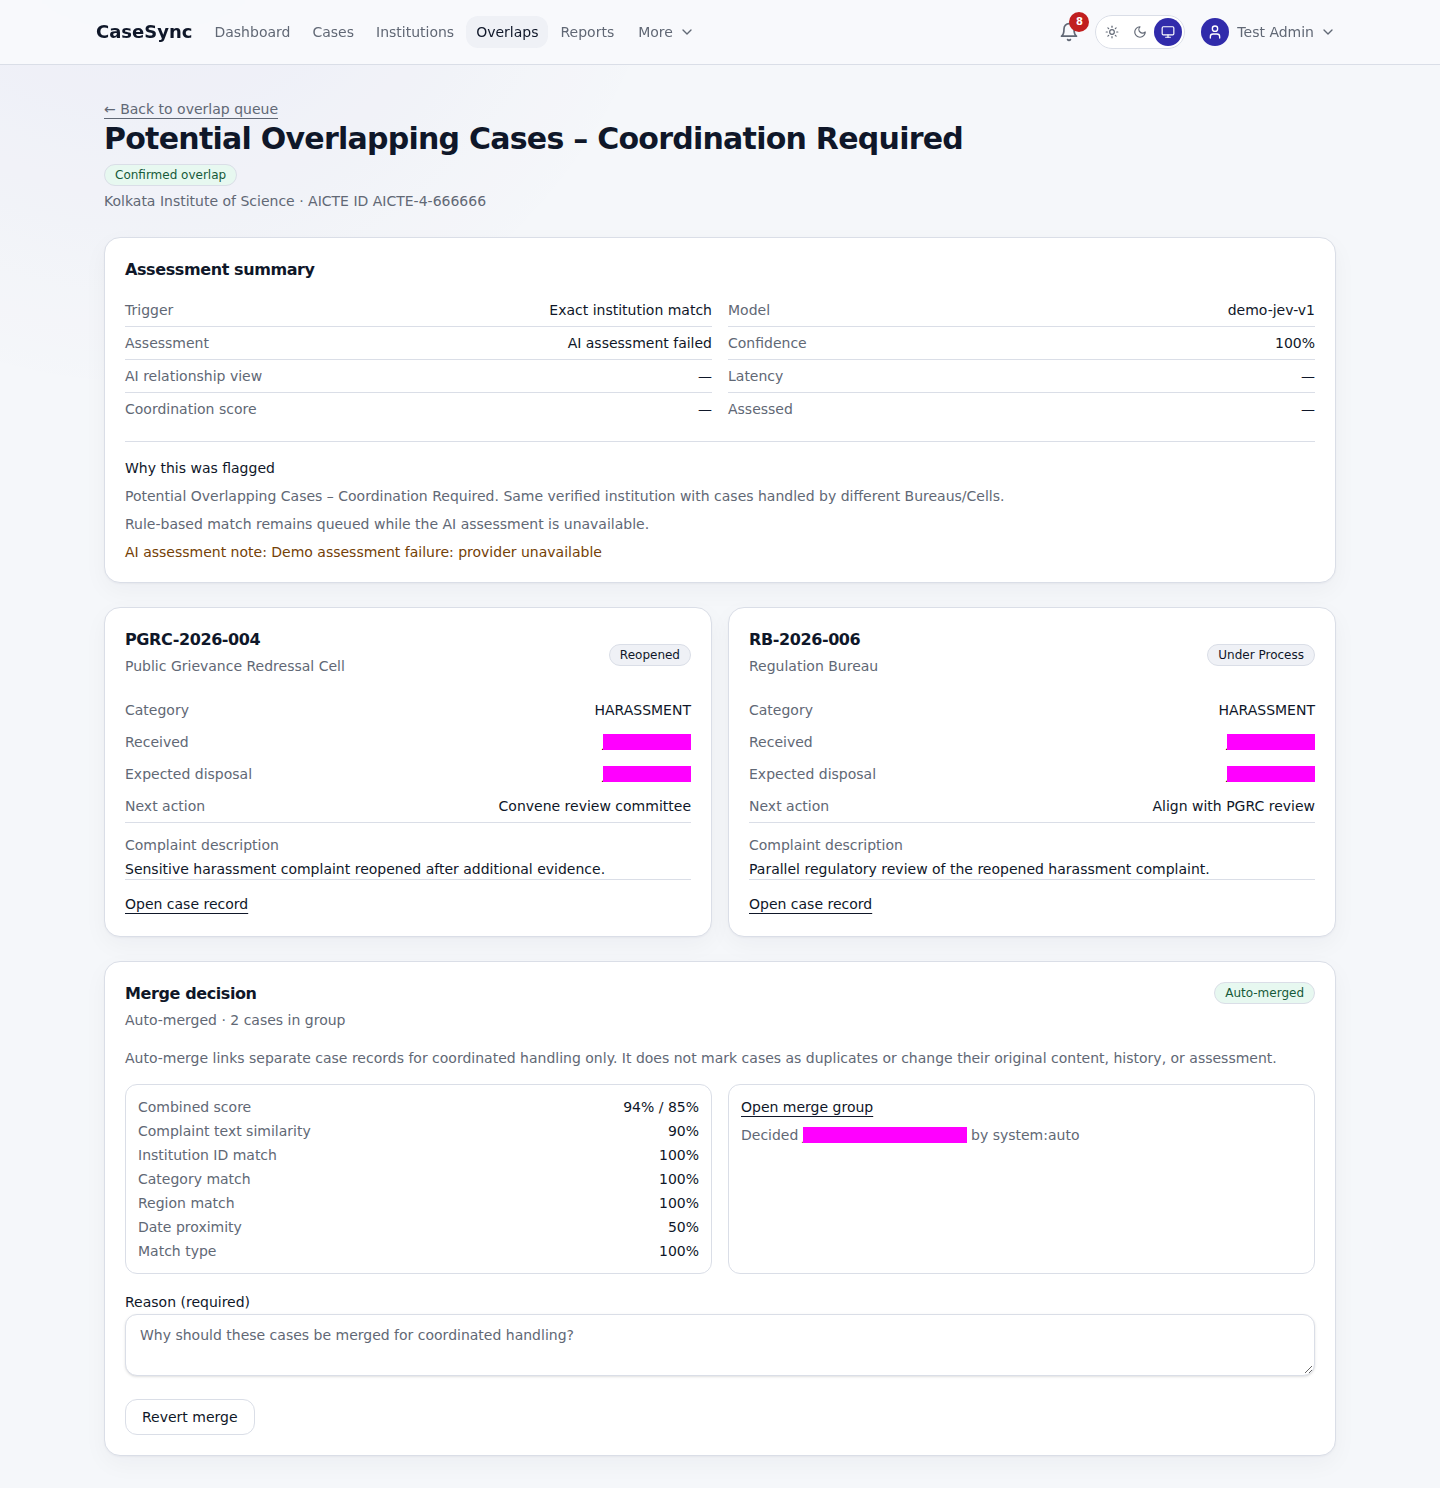 CaseSync Dashboard Cases Institutions Overlaps Reports More 8 Test Admin
← Back to overlap queue
Potential Overlapping Cases – Coordination Required
Confirmed overlap
Kolkata Institute of Science · AICTE ID AICTE-4-666666
Assessment summary
Trigger Exact institution match
Model demo-jev-v1
Assessment AI assessment failed
Confidence 100%
AI relationship view —
Latency —
Coordination score —
Assessed —
Why this was flagged
Potential Overlapping Cases – Coordination Required. Same verified institution with cases handled by different Bureaus/Cells.
Rule-based match remains queued while the AI assessment is unavailable.
AI assessment note: Demo assessment failure: provider unavailable
PGRC-2026-004
Public Grievance Redressal Cell
Reopened
Category HARASSMENT
Received
Expected disposal
Next action Convene review committee
Complaint description
Sensitive harassment complaint reopened after additional evidence.
Open case record
RB-2026-006
Regulation Bureau
Under Process
Category HARASSMENT
Received
Expected disposal
Next action Align with PGRC review
Complaint description
Parallel regulatory review of the reopened harassment complaint.
Open case record
Merge decision
Auto-merged
Auto-merged · 2 cases in group
Auto-merge links separate case records for coordinated handling only. It does not mark cases as duplicates or change their original content, history, or assessment.
Combined score 94% / 85%
Complaint text similarity 90%
Institution ID match 100%
Category match 100%
Region match 100%
Date proximity 50%
Match type 100%
Open merge group
Decided by system:auto
Reason (required)
Why should these cases be merged for coordinated handling?
Revert merge